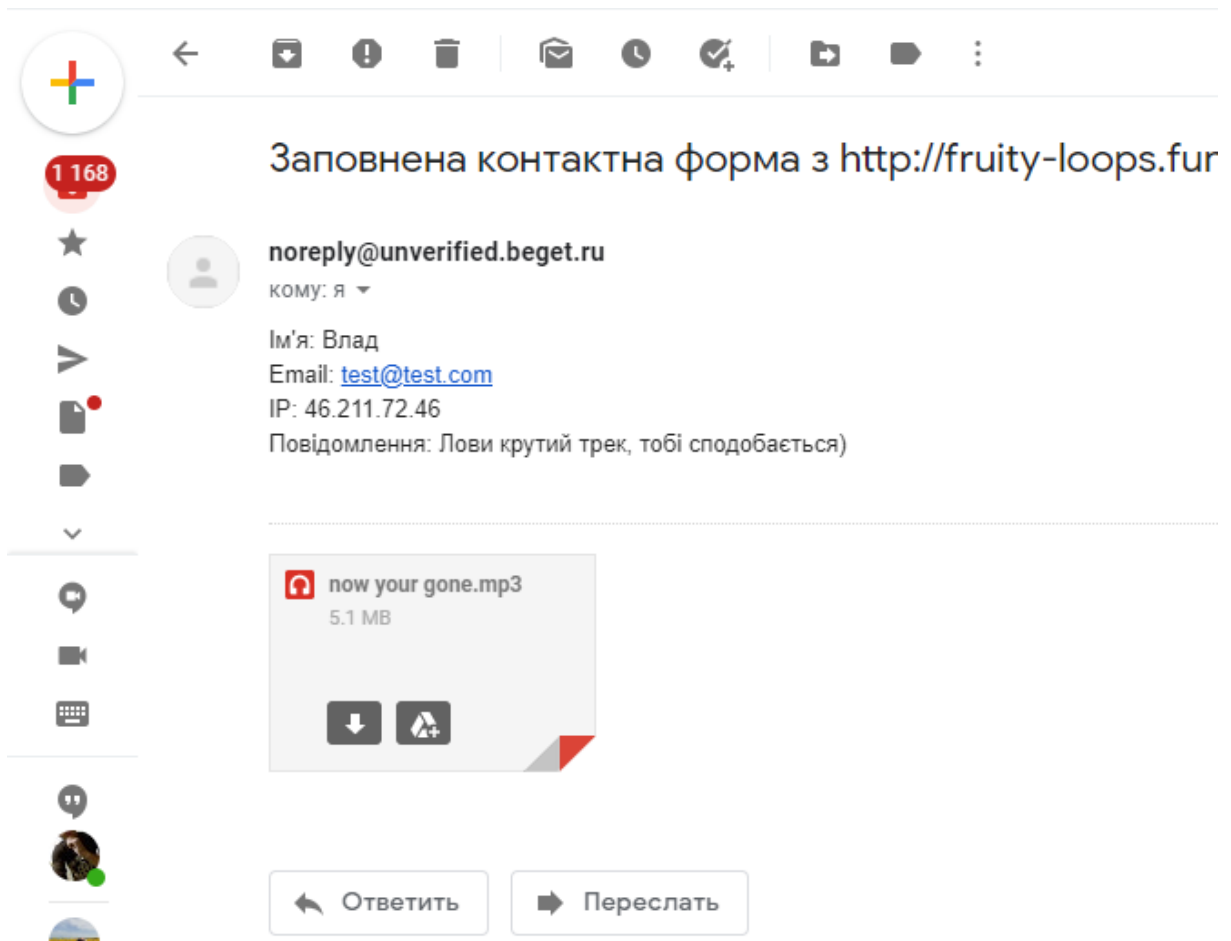 Заповнена контактна форма з http://fruity-loops.fun
1 168
noreply@unverified.beget.ru
кому: я
Ім'я: Влад
Email: test@test.com
IP: 46.211.72.46
Повідомлення: Лови крутий трек, тобі сподобається)
now your gone.mp3
5.1 MB
Ответить
Переслать